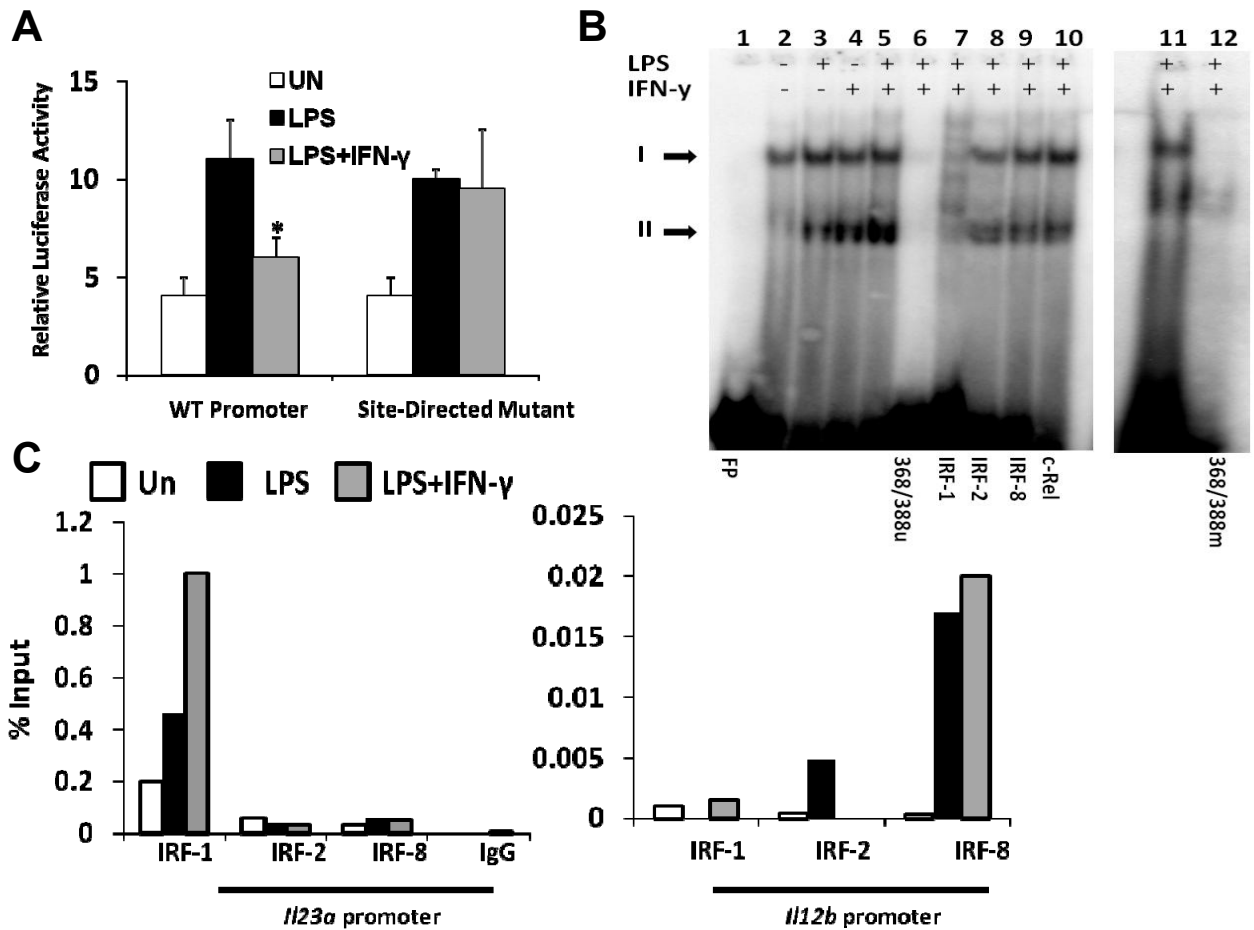 A
Relative Luciferase Activity
15
10
5
0
UN
LPS
LPS+IFN-γ
*
WT Promoter
Site-Directed Mutant
B
1 2 3 4 5 6 7 8 9 10 11 12
LPS - + - + + + + + + + +
IFN-γ - - + + + + + + + + +
I
II
FP
368/388u
IRF-1
IRF-2
IRF-8
c-Rel
368/388m
C
Un
LPS
LPS+IFN-γ
% Input
1.2
1
0.8
0.6
0.4
0.2
0
IRF-1 IRF-2 IRF-8 IgG
Il23a promoter
0.025
0.02
0.015
0.01
0.005
0
IRF-1 IRF-2 IRF-8
Il12b promoter